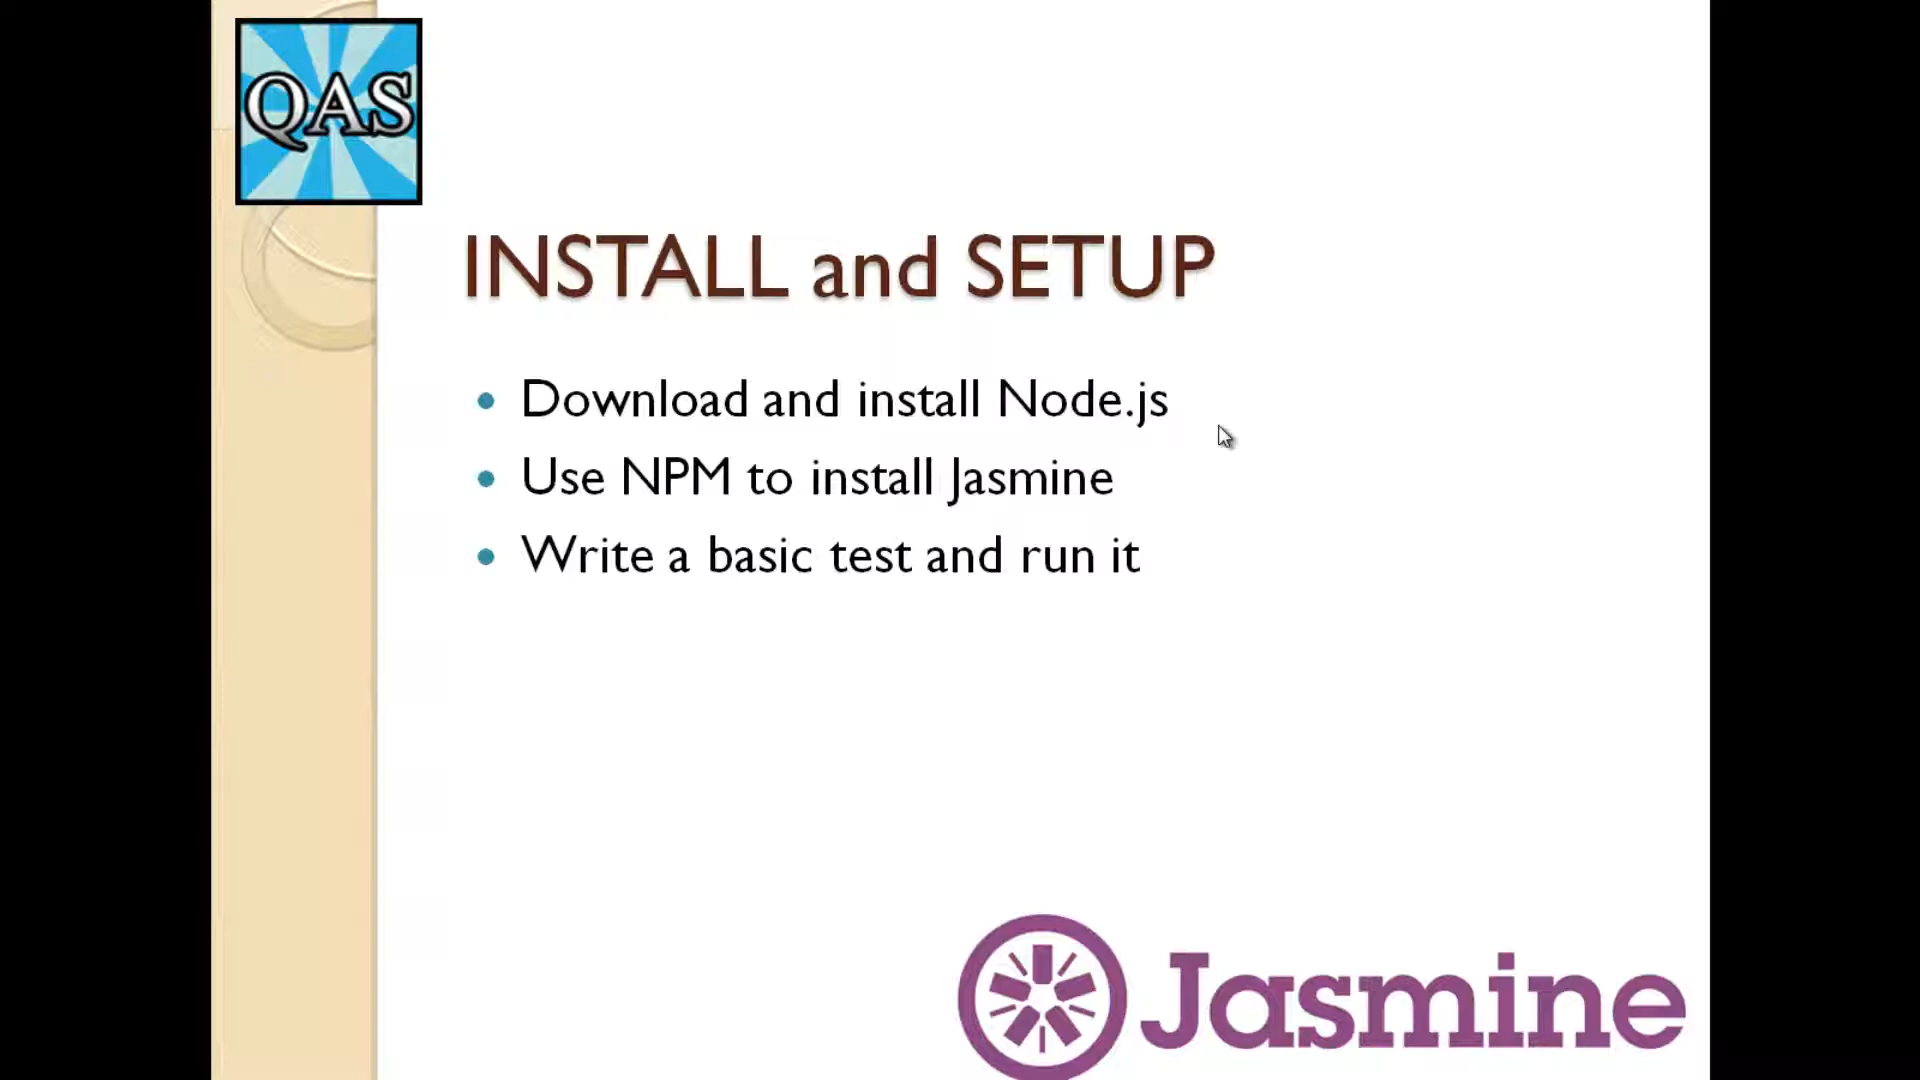 QAS
INSTALL and SETUP
• Download and install Node.js
• Use NPM to install Jasmine
• Write a basic test and run it
Jasmine